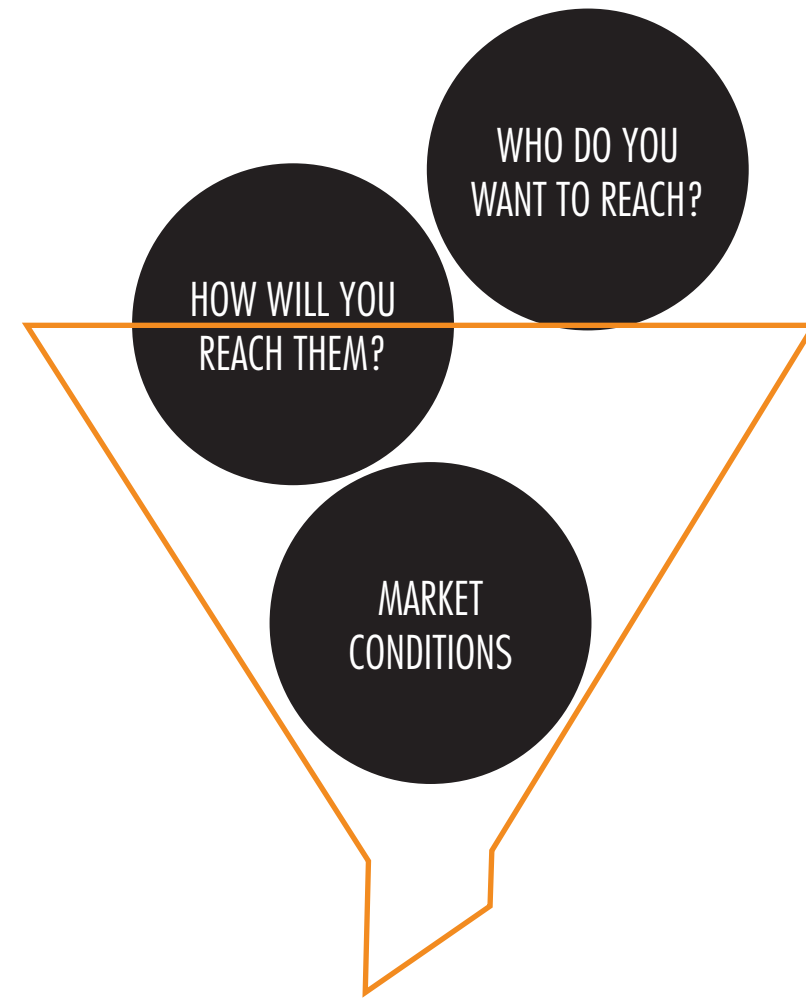 WHO DO YOU
WANT TO REACH?
HOW WILL YOU
REACH THEM?
MARKET
CONDITIONS